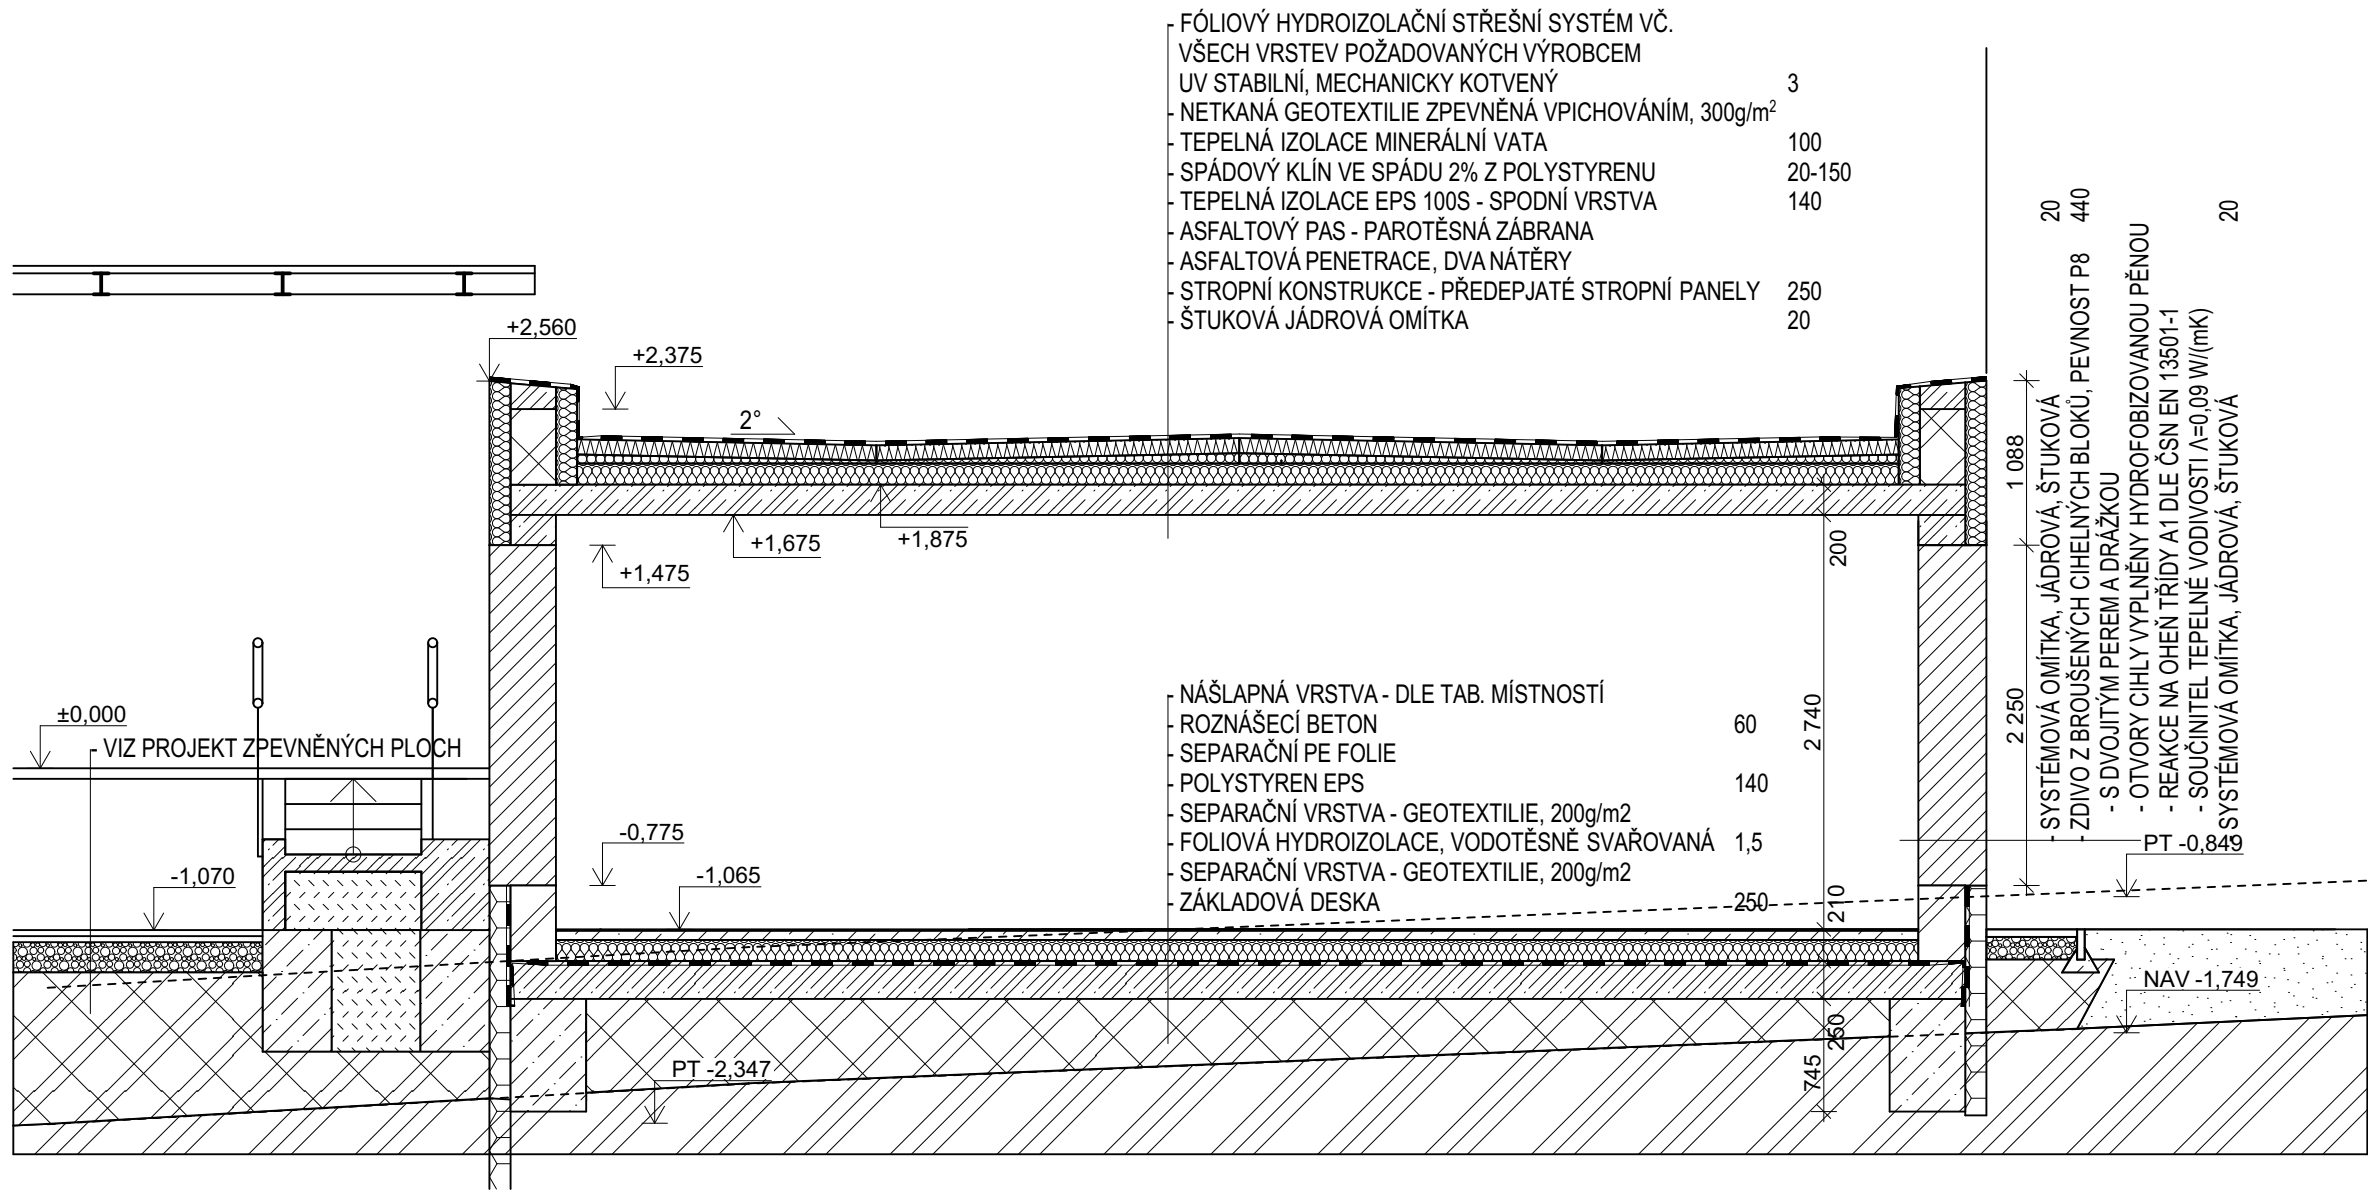 - FÓLIOVÝ HYDROIZOLAČNÍ STŘEŠNÍ SYSTÉM VČ.
VŠECH VRSTEV POŽADOVANÝCH VÝROBCEM
UV STABILNÍ, MECHANICKY KOTVENÝ 3
- NETKANÁ GEOTEXTILIE ZPEVNĚNÁ VPICHOVÁNÍM, 300g/m²
- TEPELNÁ IZOLACE MINERÁLNÍ VATA 100
- SPÁDOVÝ KLÍN VE SPÁDU 2% Z POLYSTYRENU 20-150
- TEPELNÁ IZOLACE EPS 100S - SPODNÍ VRSTVA 140
- ASFALTOVÝ PAS - PAROTĚSNÁ ZÁBRANA
- ASFALTOVÁ PENETRACE, DVA NÁTĚRY
- STROPNÍ KONSTRUKCE - PŘEDEPJATÉ STROPNÍ PANELY 250
- ŠTUKOVÁ JÁDROVÁ OMÍTKA 20
+2,560
+2,375
2°
+1,875
+1,675
+1,475
±0,000
- VIZ PROJEKT ZPEVNĚNÝCH PLOCH
-0,775
-1,070
-1,065
- NÁŠLAPNÁ VRSTVA - DLE TAB. MÍSTNOSTÍ
- ROZNÁŠECÍ BETON 60
- SEPARAČNÍ PE FOLIE
- POLYSTYREN EPS 140
- SEPARAČNÍ VRSTVA - GEOTEXTILIE, 200g/m2
- FOLIOVÁ HYDROIZOLACE, VODOTĚSNĚ SVAŘOVANÁ 1,5
- SEPARAČNÍ VRSTVA - GEOTEXTILIE, 200g/m2
- ZÁKLADOVÁ DESKA 250
200
2 740
210
250
745
1 088
2 250
- SYSTÉMOVÁ OMÍTKA, JÁDROVÁ, ŠTUKOVÁ 20
- ZDIVO Z BROUŠENÝCH CIHELNÝCH BLOKŮ, PEVNOST P8 440
- S DVOJITÝM PEREM A DRÁŽKOU
- OTVORY CIHLY VYPLNĚNY HYDROFOBIZOVANOU PĚNOU
- REAKCE NA OHEŇ TŘÍDY A1 DLE ČSN EN 13501-1
- SOUČINITEL TEPELNÉ VODIVOSTI Λ=0,09 W/(mK)
- SYSTÉMOVÁ OMÍTKA, JÁDROVÁ, ŠTUKOVÁ 20
PT -0,849
NAV -1,749
PT -2,347